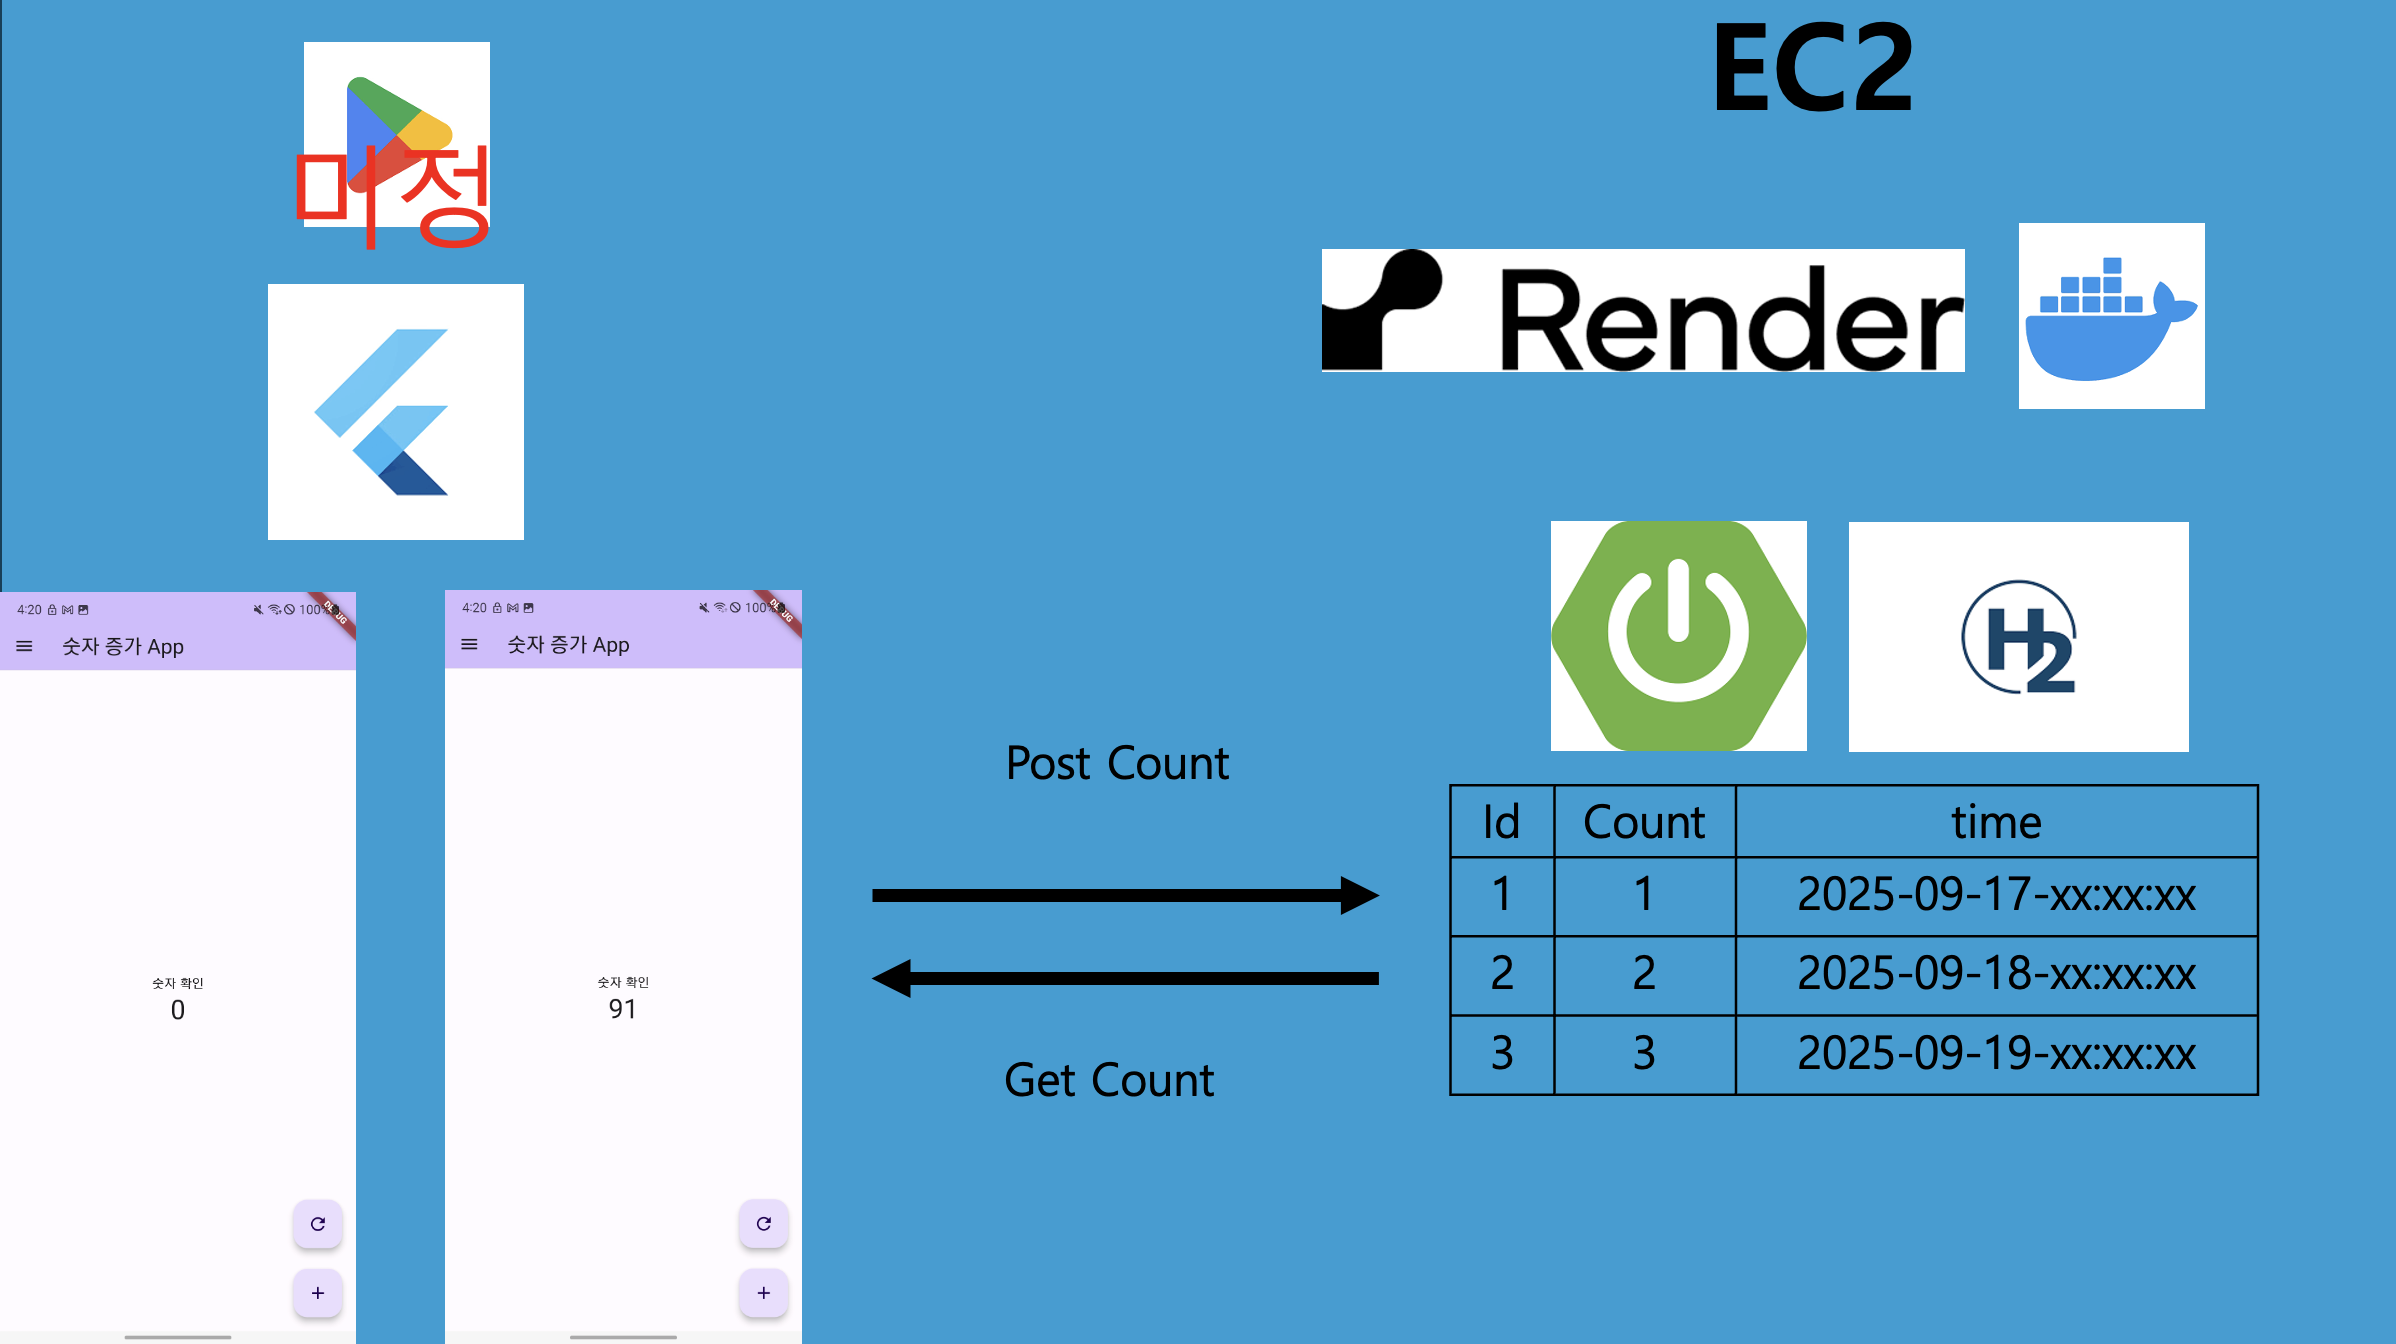 EC2
미정
Render
4:20
100%
DEBUG
숫자 증가 App
숫자 확인
0
4:20
100%
DEBUG
숫자 증가 App
숫자 확인
91
Post Count
Get Count
H2
Id Count time
1 1 2025-09-17-xx:xx:xx
2 2 2025-09-18-xx:xx:xx
3 3 2025-09-19-xx:xx:xx